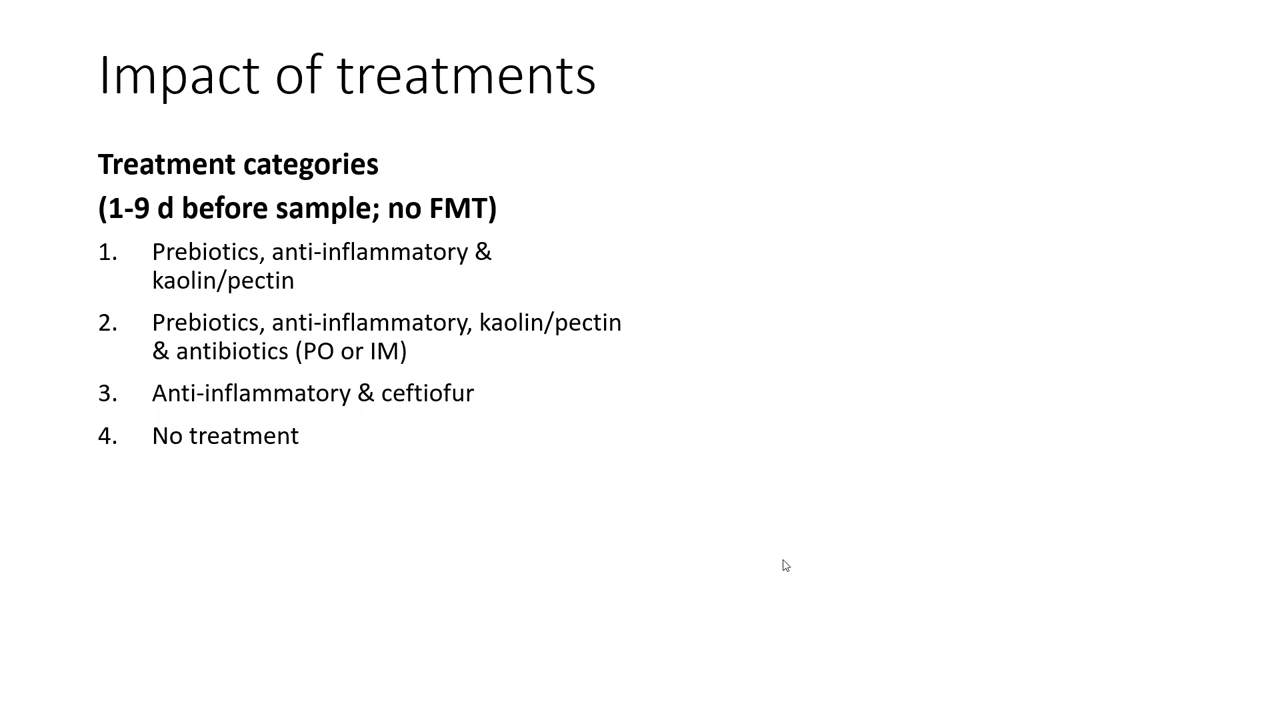 Impact of treatments
Treatment categories
(1-9 d before sample; no FMT)
1. Prebiotics, anti-inflammatory &
kaolin/pectin
2. Prebiotics, anti-inflammatory, kaolin/pectin
& antibiotics (PO or IM)
3. Anti-inflammatory & ceftiofur
4. No treatment